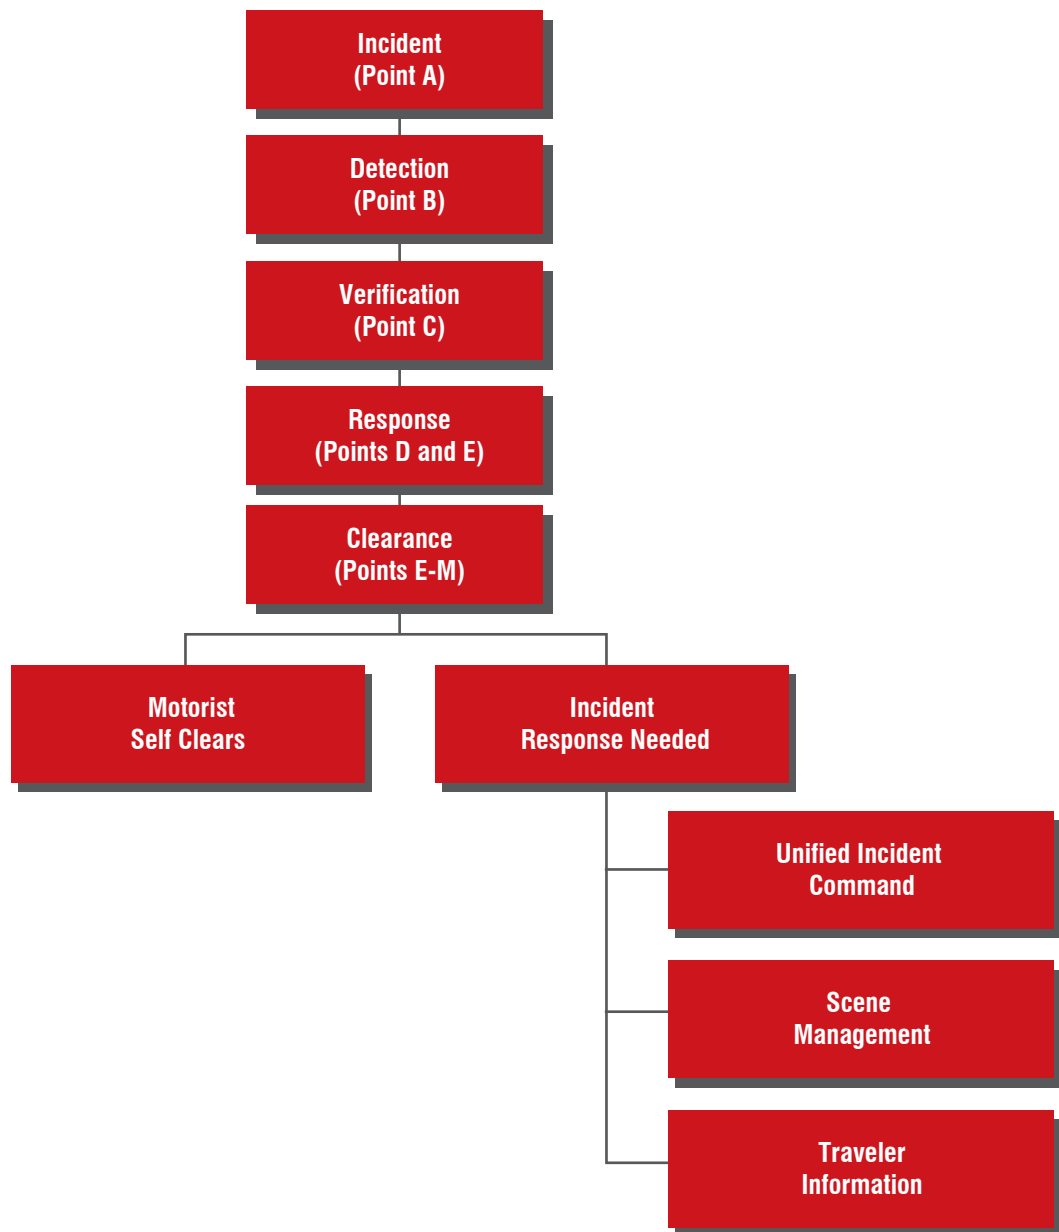 Incident
(Point A)
Detection
(Point B)
Verification
(Point C)
Response
(Points D and E)
Clearance
(Points E-M)
Motorist
Self Clears
Incident
Response Needed
Unified Incident
Command
Scene
Management
Traveler
Information